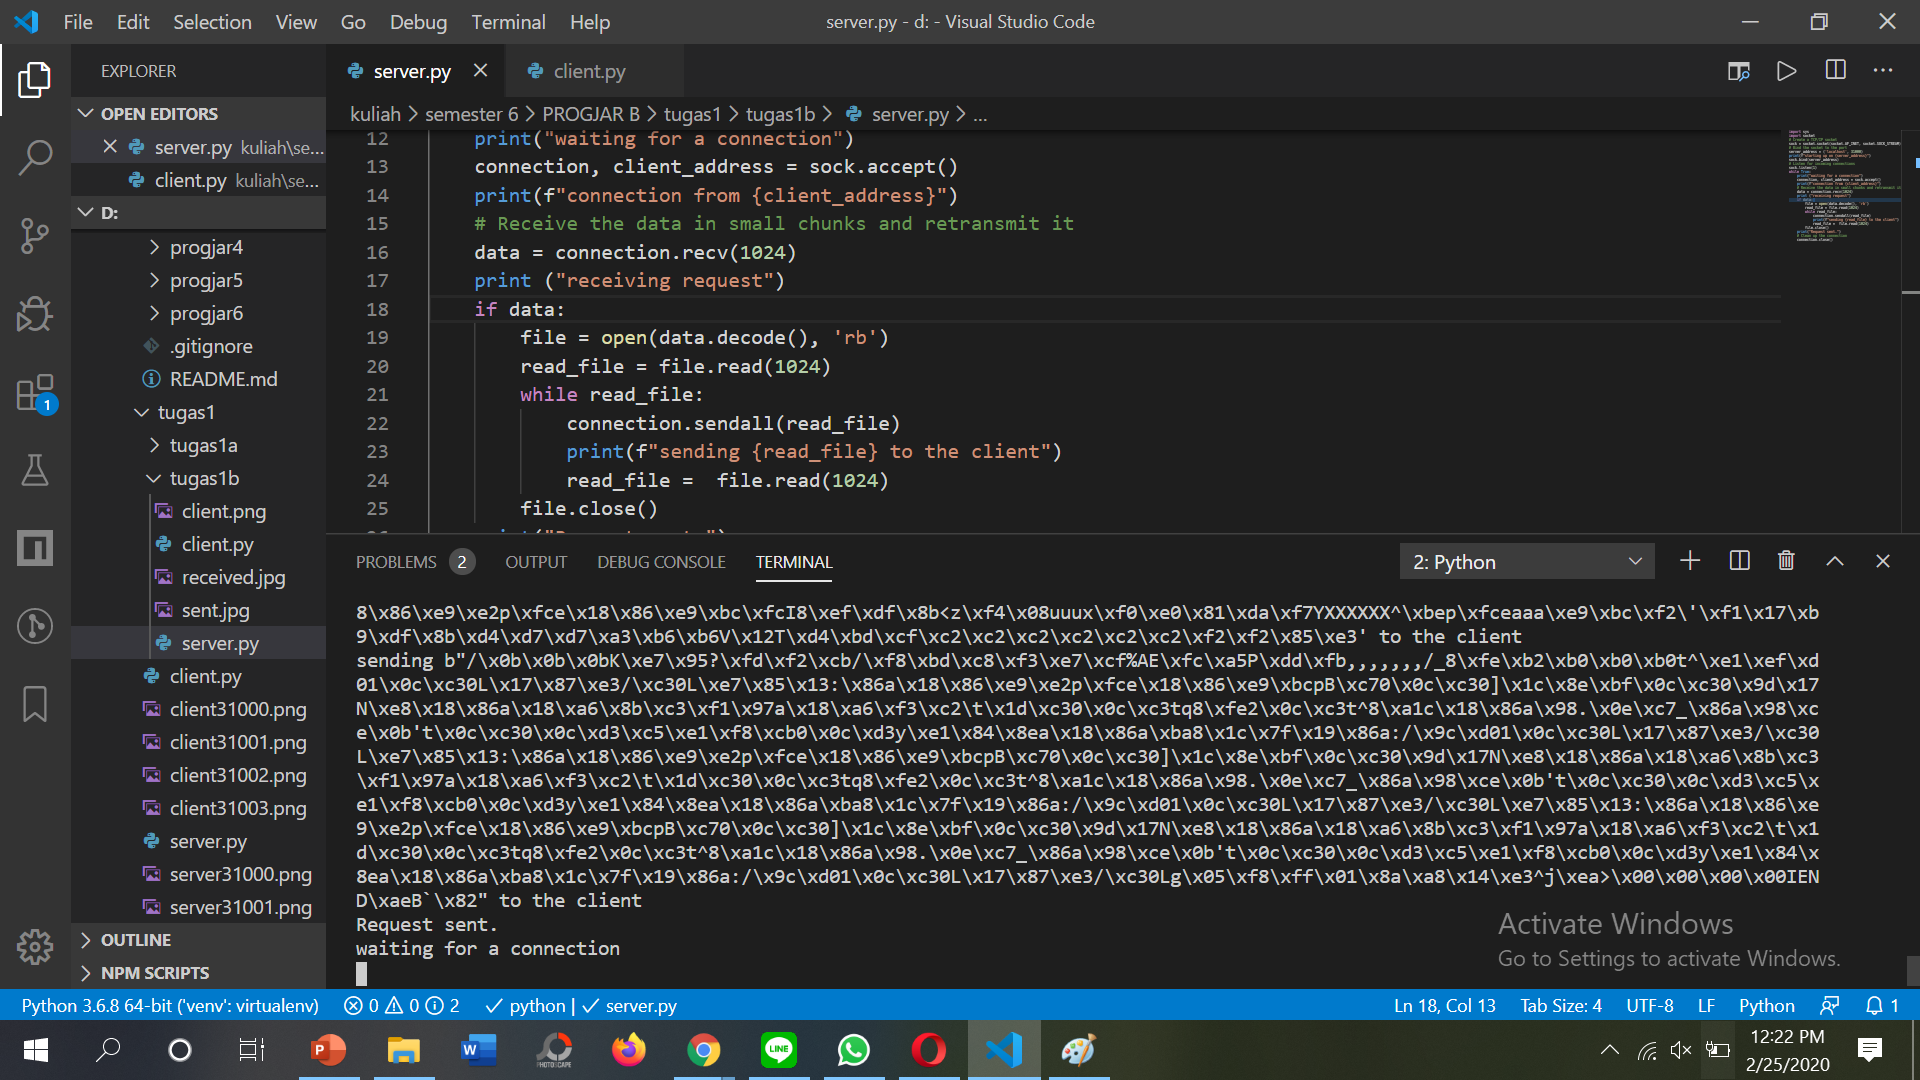 File Edit Selection View Go Debug Terminal Help
server.py - d: - Visual Studio Code
EXPLORER
OPEN EDITORS
server.py kuliah\se...
client.py kuliah\se...
D:
progjar4
progjar5
progjar6
.gitignore
README.md
tugas1
tugas1a
tugas1b
client.png
client.py
received.jpg
sent.jpg
server.py
client.py
client31000.png
client31001.png
client31002.png
client31003.png
server.py
server31000.png
server31001.png
OUTLINE
NPM SCRIPTS
1
server.py
client.py
kuliah > semester 6 > PROGJAR B > tugas1 > tugas1b > server.py > ...
12 print("waiting for a connection")
13 connection, client_address = sock.accept()
14 print(f"connection from {client_address}")
15 # Receive the data in small chunks and retransmit it
16 data = connection.recv(1024)
17 print ("receiving request")
18 if data:
19 file = open(data.decode(), 'rb')
20 read_file = file.read(1024)
21 while read_file:
22 connection.sendall(read_file)
23 print(f"sending {read_file} to the client")
24 read_file =  file.read(1024)
25 file.close()
PROBLEMS 2 OUTPUT DEBUG CONSOLE TERMINAL
2: Python
8\x86\xe9\xe2p\xfce\x18\x86\xe9\xbc\xfcI8\xef\xdf\x8b<z\xf4\x08uuux\xf0\xe0\x81\xda\xf7YXXXXXX^\xbep\xfceaaa\xe9\xbc\xf2\'\xf1\x17\xb
9\xdf\x8b\xd4\xd7\xd7\xa3\xb6\xb6V\x12T\xd4\xbd\xcf\xc2\xc2\xc2\xc2\xc2\xc2\xf2\xf2\x85\xe3' to the client
sending b"/\x0b\x0b\x0bK\xe7\x95?\xfd\xf2\xcb/\xf8\xbd\xc8\xf3\xe7\xcf%AE\xfc\xa5P\xdd\xfb,,,,,,,/_8\xfe\xb2\xb0\xb0\xb0t^\xe1\xef\xd
01\x0c\xc30L\x17\x87\xe3/\xc30L\xe7\x85\x13:\x86a\x18\x86\xe9\xe2p\xfce\x18\x86\xe9\xbcpB\xc70\x0c\xc30]\x1c\x8e\xbf\x0c\xc30\x9d\x17
N\xe8\x18\x86a\x18\xa6\x8b\xc3\xf1\x97a\x18\xa6\xf3\xc2\t\x1d\xc30\x0c\xc3tq8\xfe2\x0c\xc3t^8\xa1c\x18\x86a\x98.\x0e\xc7_\x86a\x98\xc
e\x0b't\x0c\xc30\x0c\xd3\xc5\xe1\xf8\xcb0\x0c\xd3y\xe1\x84\x8ea\x18\x86a\xba8\x1c\x7f\x19\x86a:/\x9c\xd01\x0c\xc30L\x17\x87\xe3/\xc30
L\xe7\x85\x13:\x86a\x18\x86\xe9\xe2p\xfce\x18\x86\xe9\xbcpB\xc70\x0c\xc30]\x1c\x8e\xbf\x0c\xc30\x9d\x17N\xe8\x18\x86a\x18\xa6\x8b\xc3
\xf1\x97a\x18\xa6\xf3\xc2\t\x1d\xc30\x0c\xc3tq8\xfe2\x0c\xc3t^8\xa1c\x18\x86a\x98.\x0e\xc7_\x86a\x98\xce\x0b't\x0c\xc30\x0c\xd3\xc5\x
e1\xf8\xcb0\x0c\xd3y\xe1\x84\x8ea\x18\x86a\xba8\x1c\x7f\x19\x86a:/\x9c\xd01\x0c\xc30L\x17\x87\xe3/\xc30L\xe7\x85\x13:\x86a\x18\x86\xe
9\xe2p\xfce\x18\x86\xe9\xbcpB\xc70\x0c\xc30]\x1c\x8e\xbf\x0c\xc30\x9d\x17N\xe8\x18\x86a\x18\xa6\x8b\xc3\xf1\x97a\x18\xa6\xf3\xc2\t\x1
d\xc30\x0c\xc3tq8\xfe2\x0c\xc3t^8\xa1c\x18\x86a\x98.\x0e\xc7_\x86a\x98\xce\x0b't\x0c\xc30\x0c\xd3\xc5\xe1\xf8\xcb0\x0c\xd3y\xe1\x84\x
8ea\x18\x86a\xba8\x1c\x7f\x19\x86a:/\x9c\xd01\x0c\xc30L\x17\x87\xe3/\xc30Lg\x05\xf8\xff\x01\x8a\xa8\x14\xe3^j\xea>\x00\x00\x00\x00IEN
D\xaeB`\x82" to the client
Request sent.
waiting for a connection
Activate Windows
Go to Settings to activate Windows.
Python 3.6.8 64-bit ('venv': virtualenv) 0 0 2 python | server.py
Ln 18, Col 13 Tab Size: 4 UTF-8 LF Python 1
12:22 PM
2/25/2020